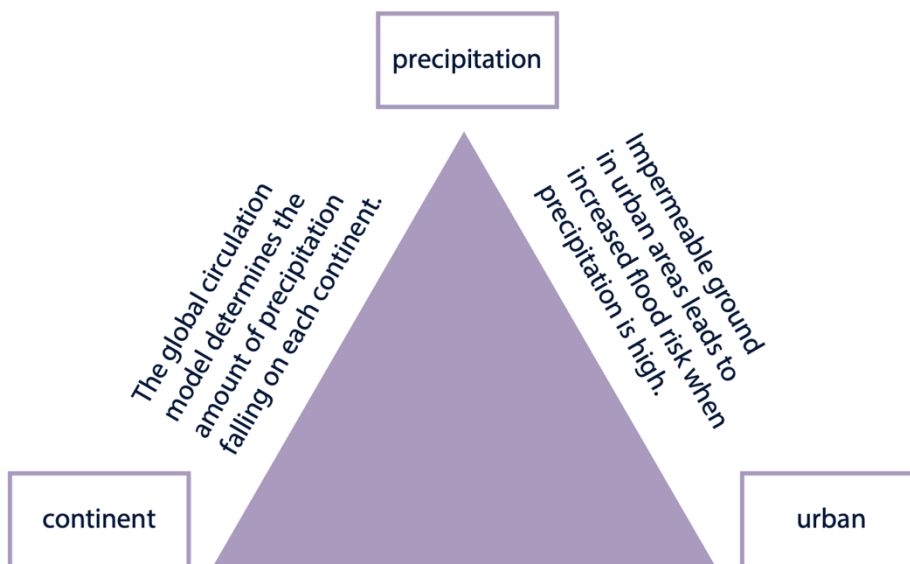 precipitation
The global circulation
model determines the
amount of precipitation
falling on each continent.
Impermeable ground
in urban areas leads to
increased flood risk when
precipitation is high.
continent
urban